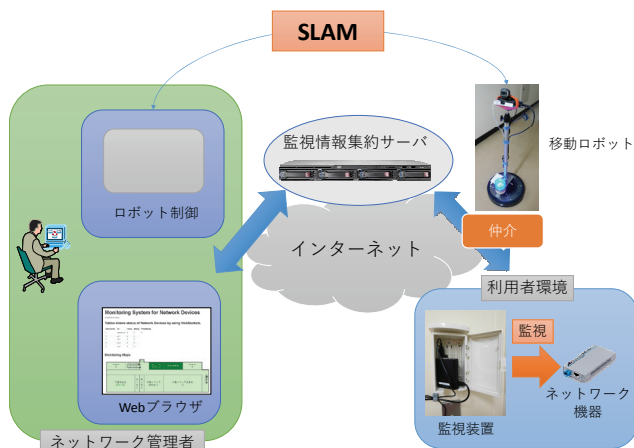 SLAM
監視情報集約サーバ
移動ロボット
ロボット制御
仲介
インターネット
利用者環境
Monitoring System for Network Devices
Monitoring Maps
監視
Webブラウザ
監視装置
ネットワーク
機器
ネットワーク管理者